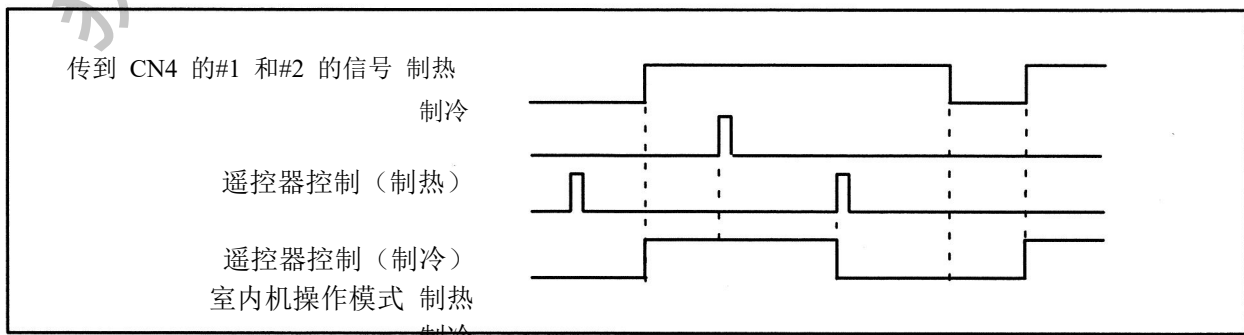 传到 CN4 的#1 和#2 的信号 制热
制冷
遥控器控制（制热）
遥控器控制（制冷）
室内机操作模式 制热